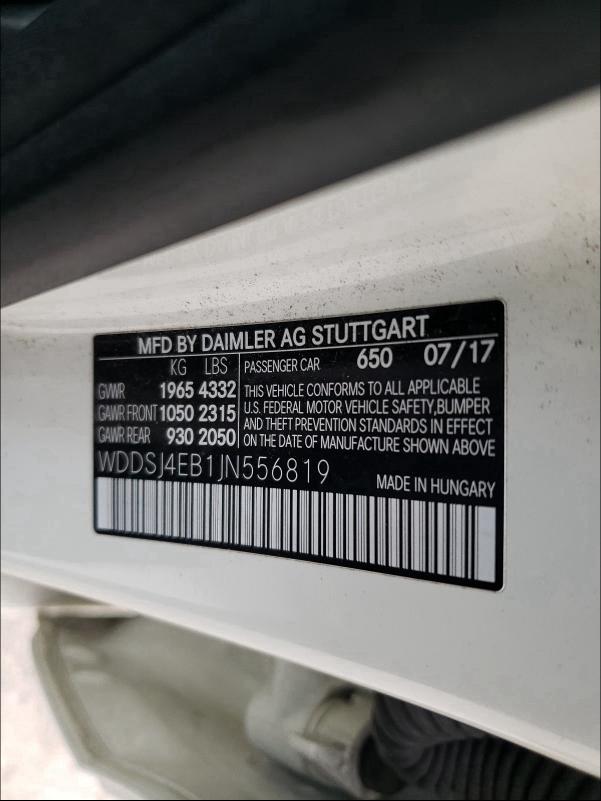 MFD BY DAIMLER AG STUTTGART
KG LBS PASSENGER CAR 650 07/17
GVWR 1965 4332 THIS VEHICLE CONFORMS TO ALL APPLICABLE
GAWR FRONT 1050 2315 U.S. FEDERAL MOTOR VEHICLE SAFETY,BUMPER
GAWR REAR 930 2050 AND THEFT PREVENTION STANDARDS IN EFFECT
ON THE DATE OF MANUFACTURE SHOWN ABOVE
WDDSJ4EB1JN556819 MADE IN HUNGARY